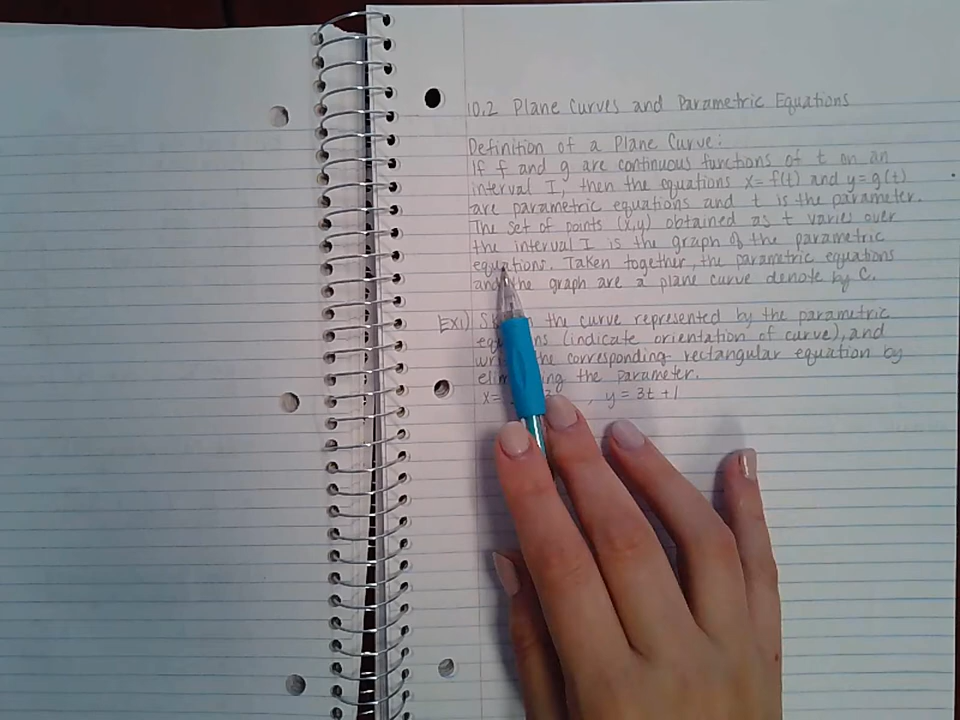 10.2 Plane Curves and Parametric Equations
Definition of a Plane Curve:
If f and g are continuous functions of t on an
interval I, then the equations x=f(t) and y=g(t)
are parametric equations and t is the parameter.
The set of points (x,y) obtained as t varies over
the interval I is the graph of the parametric
equations. Taken together, the parametric equations
and the graph are a plane curve denote by C.
Ex1) the curve represented by the parametric
(indicate orientation of curve), and
the corresponding rectangular equation by
the parameter.
x= , y = 3t + 1